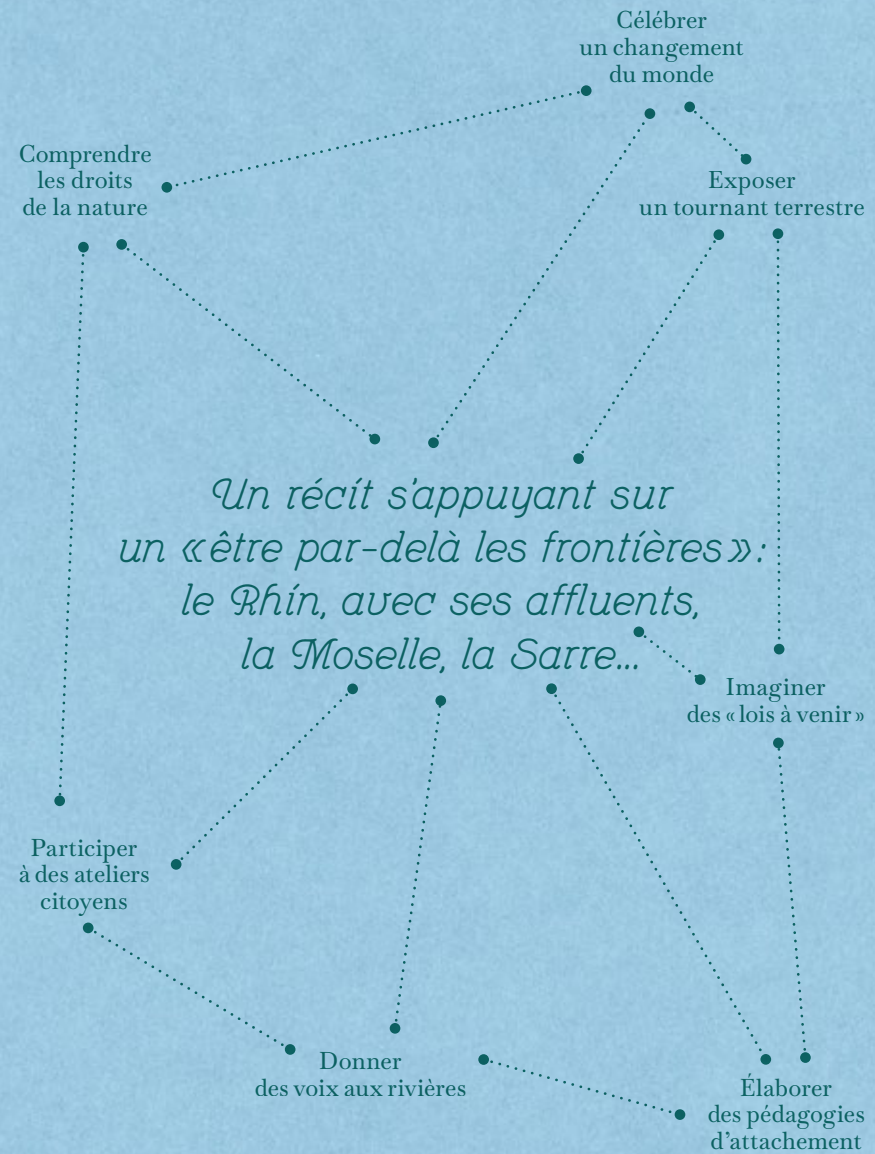 Célébrer
un changement
du monde
Comprendre
les droits
de la nature
Exposer
un tournant terrestre
Un récit s'appuyant sur
un «être par-delà les frontières»:
le Rhin, avec ses affluents,
la Moselle, la Sarre...
Imaginer
des «lois à venir»
Participer
à des ateliers
citoyens
Donner
des voix aux rivières
Élaborer
des pédagogies
d'attachement